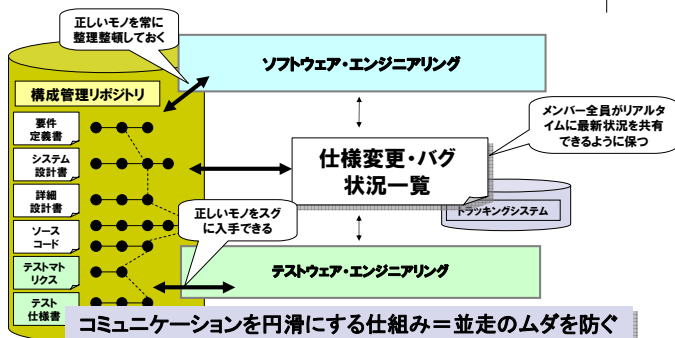 正しいモノを常に
整理整頓しておく
ソフトウェア・エンジニアリング
構成管理リポジトリ
要件
定義書
システム
設計書
詳細
設計書
ソース
コード
テストマト
リクス
テスト
仕様書
メンバー全員がリアルタ
イムに最新状況を共有
できるように保つ
仕様変更・バグ
状況一覧
トラッキングシステム
正しいモノをスグ
に入手できる
テストウェア・エンジニアリング
コミュニケーションを円滑にする仕組み＝並走のムダを防ぐ